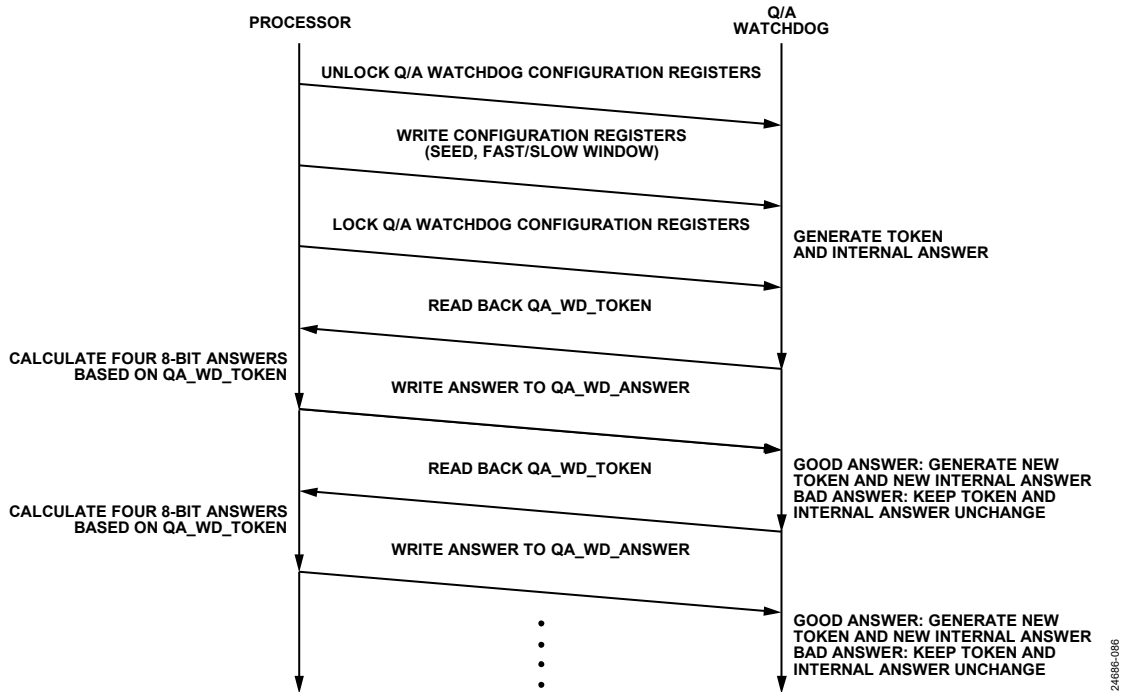 PROCESSOR
Q/A
WATCHDOG
UNLOCK Q/A WATCHDOG CONFIGURATION REGISTERS
WRITE CONFIGURATION REGISTERS
(SEED, FAST/SLOW WINDOW)
LOCK Q/A WATCHDOG CONFIGURATION REGISTERS
GENERATE TOKEN
AND INTERNAL ANSWER
READ BACK QA_WD_TOKEN
CALCULATE FOUR 8-BIT ANSWERS
BASED ON QA_WD_TOKEN
WRITE ANSWER TO QA_WD_ANSWER
READ BACK QA_WD_TOKEN
GOOD ANSWER: GENERATE NEW
TOKEN AND NEW INTERNAL ANSWER
BAD ANSWER: KEEP TOKEN AND
INTERNAL ANSWER UNCHANGE
CALCULATE FOUR 8-BIT ANSWERS
BASED ON QA_WD_TOKEN
WRITE ANSWER TO QA_WD_ANSWER
GOOD ANSWER: GENERATE NEW
TOKEN AND NEW INTERNAL ANSWER
BAD ANSWER: KEEP TOKEN AND
INTERNAL ANSWER UNCHANGE
24686-086